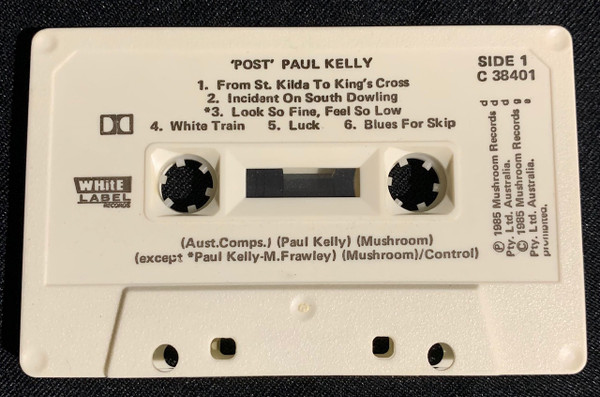 'POST' PAUL KELLY
SIDE 1
C 38401
1. From St. Kilda To King's Cross
2. Incident On South Dowling
*3. Look So Fine, Feel So Low
4. White Train 5. Luck 6. Blues For Skip
WHITE
LABEL
RECORDS
(Aust.Comps.) (Paul Kelly) (Mushroom)
(except *Paul Kelly-M.Frawley) (Mushroom)/Control)
℗ 1985 Mushroom Records
Pty. Ltd. Australia.
© 1985 Mushroom Records
Pty. Ltd. Australia.
prohibited.